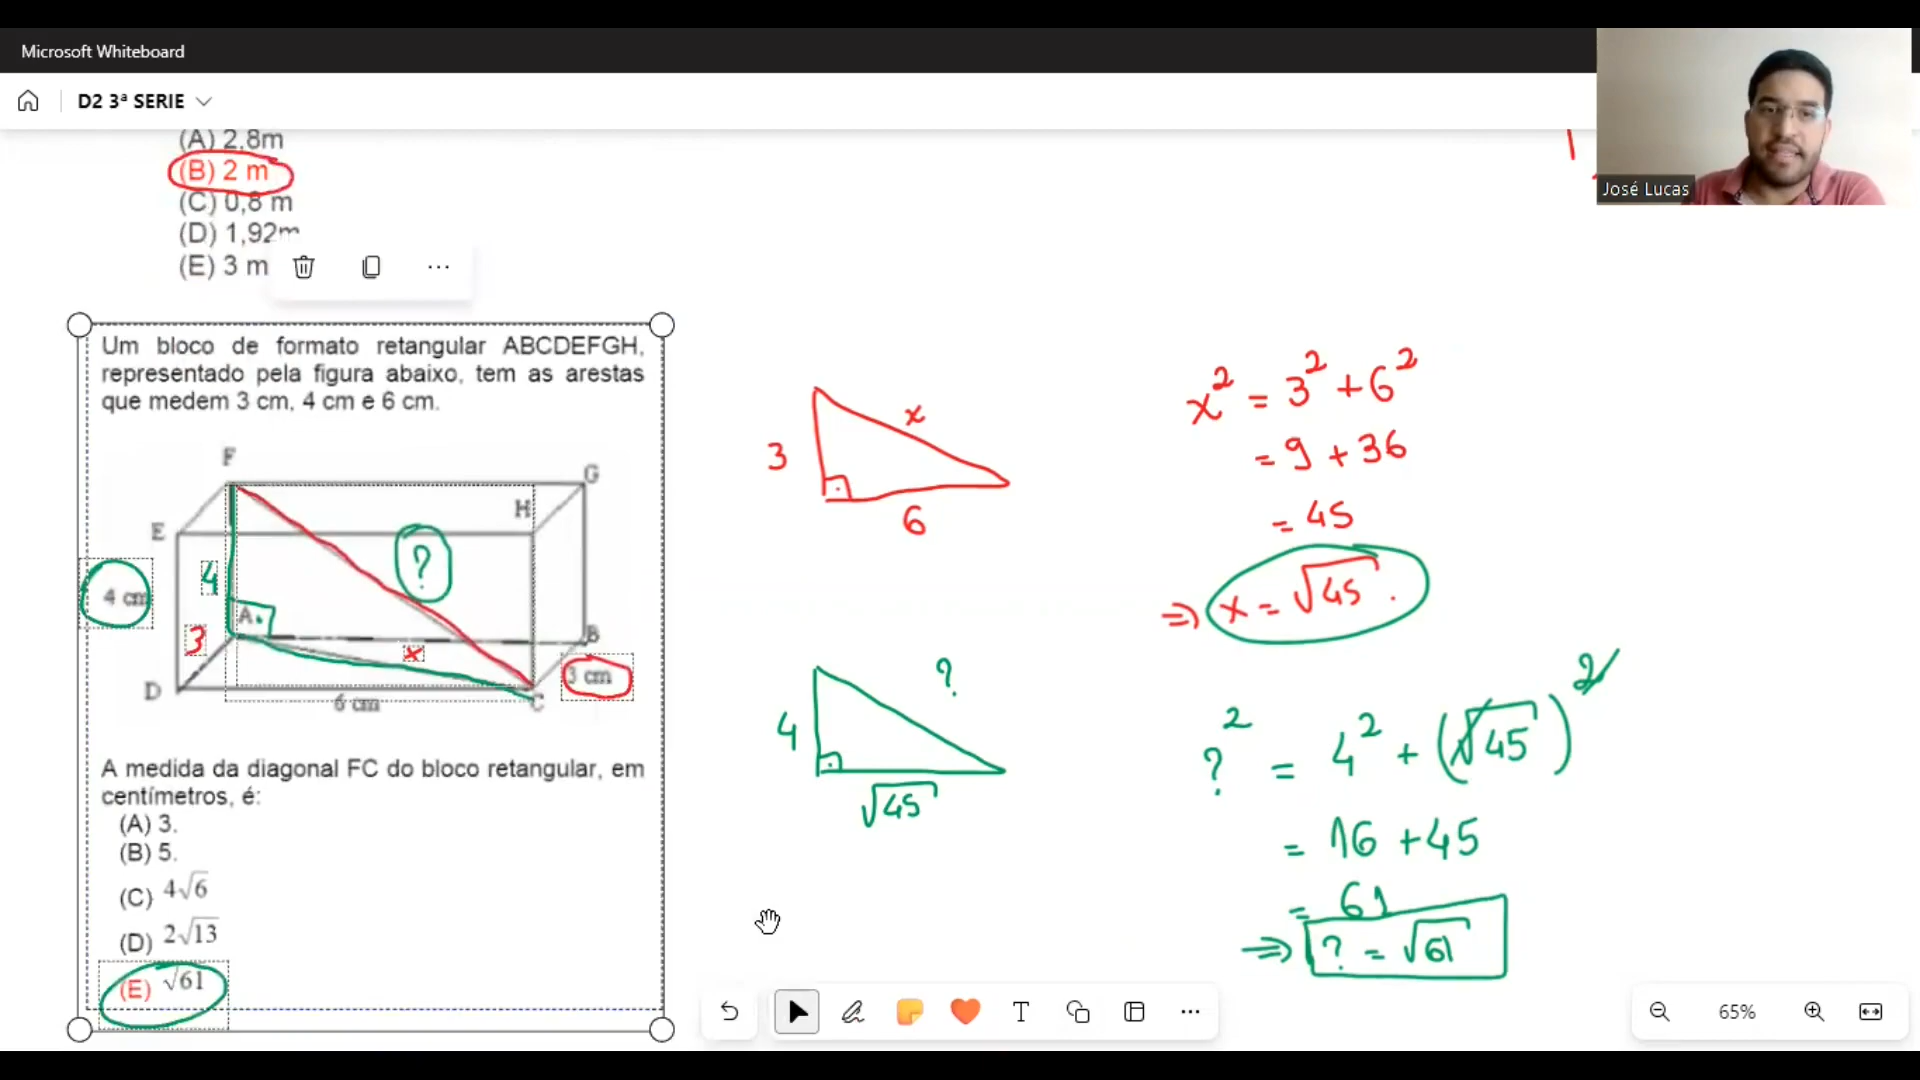 Microsoft Whiteboard
D2 3ª SERIE
José Lucas
(A) 2,8m
(B) 2 m
(C) 0,8 m
(D) 1,92m
(E) 3 m
Um bloco de formato retangular ABCDEFGH,
representado pela figura abaixo, tem as arestas
que medem 3 cm, 4 cm e 6 cm.
F
G
H
E
?
4
4 cm
A
3
B
x
3 cm
D
6 cm
C
A medida da diagonal FC do bloco retangular, em
centímetros, é:
(A) 3.
(B) 5.
(C) 4√6
(D) 2√13
(E) √61
3
x
6
x² = 3² + 6²
= 9 + 36
= 45
⇒ x = √45.
?
4
√45
?² = 4² + (√45)²
= 16 + 45
= 61
⇒ ? = √61
65%